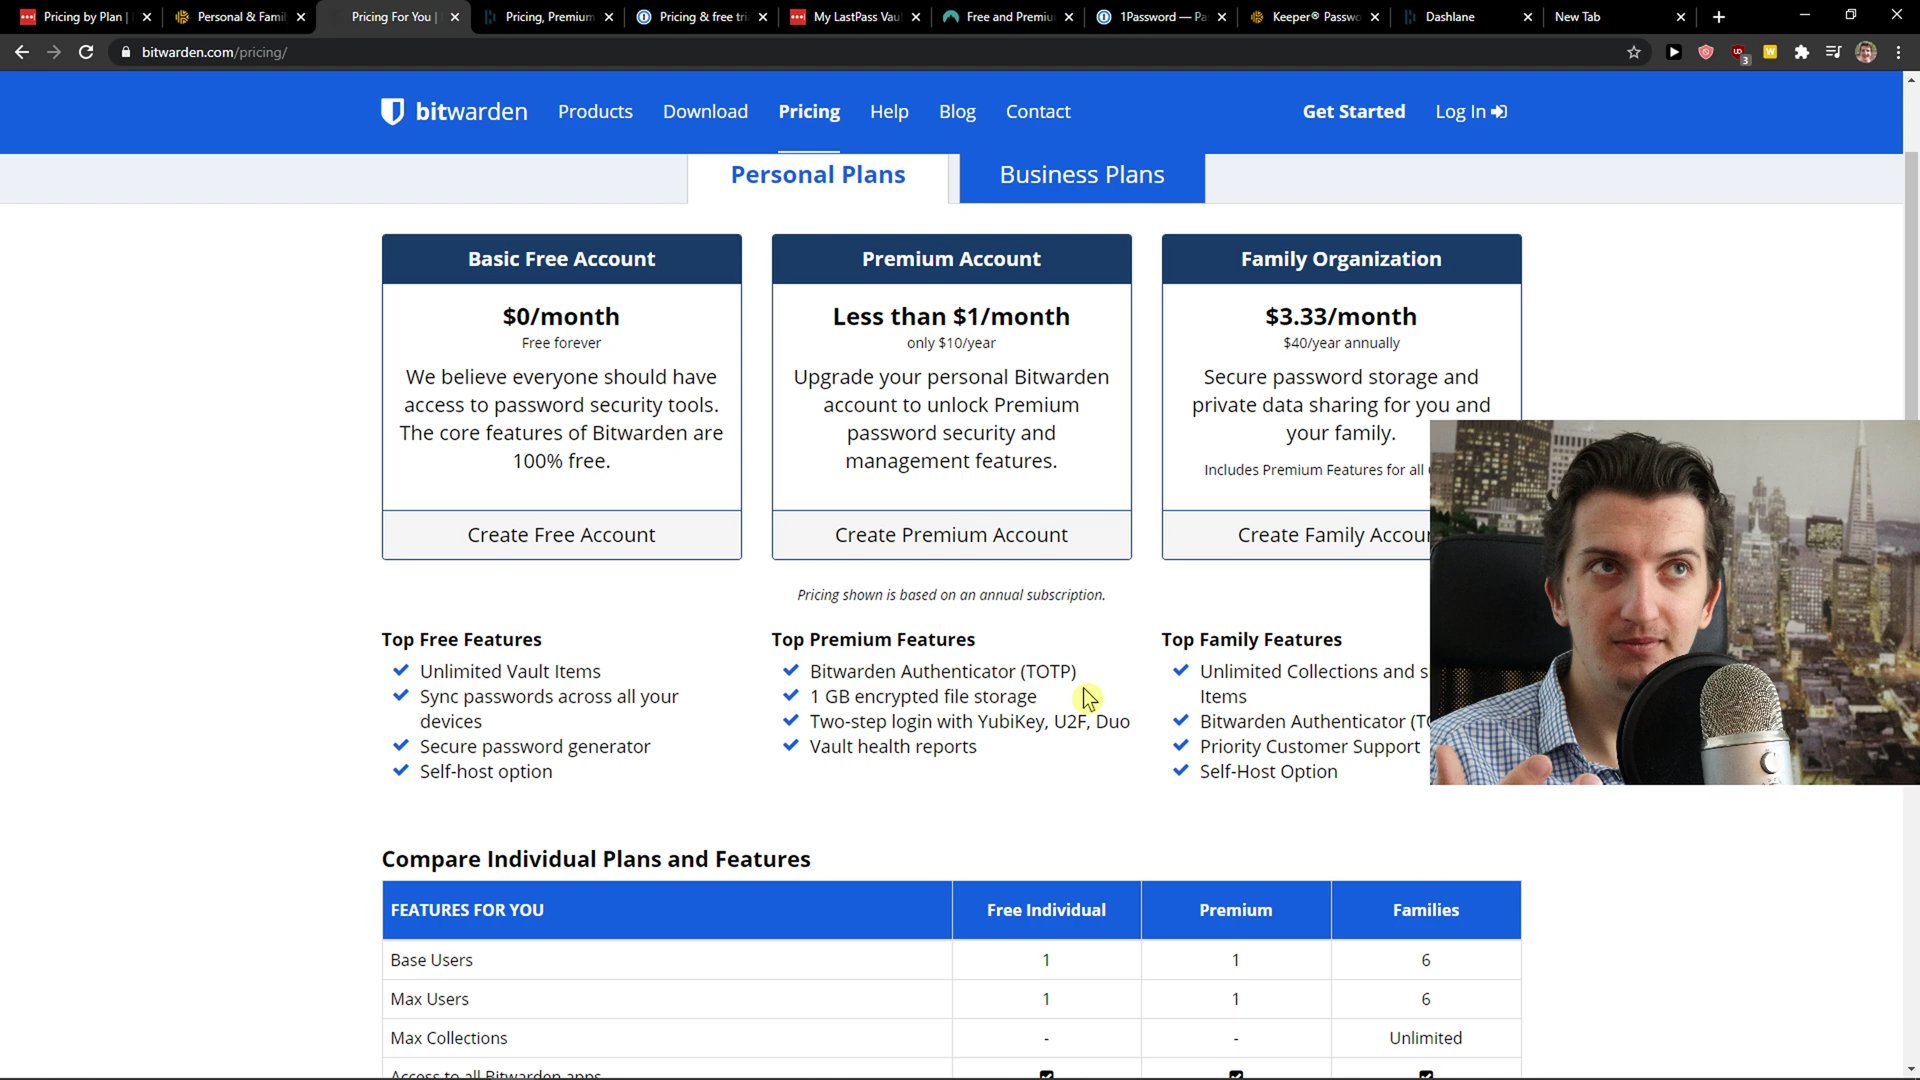 Pricing by Plan |
Personal & Famil
Pricing For You |
Pricing, Premium
Pricing & free tri
My LastPass Vau
Free and Premiu
1Password — Pa
Keeper® Passwo
Dashlane
New Tab
bitwarden.com/pricing/
3
bitwarden
Products
Download
Pricing
Help
Blog
Contact
Get Started
Log In
Personal Plans
Business Plans
Basic Free Account
$0/month
Free forever
We believe everyone should have
access to password security tools.
The core features of Bitwarden are
100% free.
Create Free Account
Premium Account
Less than $1/month
only $10/year
Upgrade your personal Bitwarden
account to unlock Premium
password security and
management features.
Create Premium Account
Family Organization
$3.33/month
$40/year annually
Secure password storage and
private data sharing for you and
your family.
Includes Premium Features for all
Create Family Accou
Pricing shown is based on an annual subscription.
Top Free Features
Unlimited Vault Items
Sync passwords across all your
devices
Secure password generator
Self-host option
Top Premium Features
Bitwarden Authenticator (TOTP)
1 GB encrypted file storage
Two-step login with YubiKey, U2F, Duo
Vault health reports
Top Family Features
Unlimited Collections and s
Items
Bitwarden Authenticator (TO
Priority Customer Support
Self-Host Option
Compare Individual Plans and Features
FEATURES FOR YOU Free Individual Premium Families
Base Users 1 1 6
Max Users 1 1 6
Max Collections - - Unlimited
Access to all Bitwarden apps